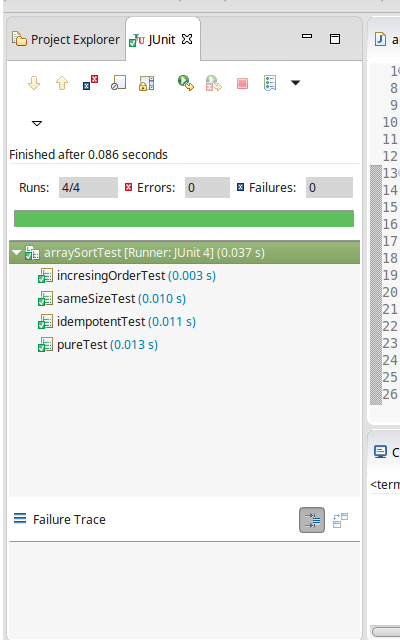 Project Explorer JUnit
Finished after 0.086 seconds
Runs: 4/4 Errors: 0 Failures: 0
arraySortTest [Runner: JUnit 4] (0.037 s)
incresingOrderTest (0.003 s)
sameSizeTest (0.010 s)
idempotentTest (0.011 s)
pureTest (0.013 s)
Failure Trace
a
1
8
9
10
11
12
13
14
15
16
17
18
19
20
21
22
23
24
25
26
C
<term